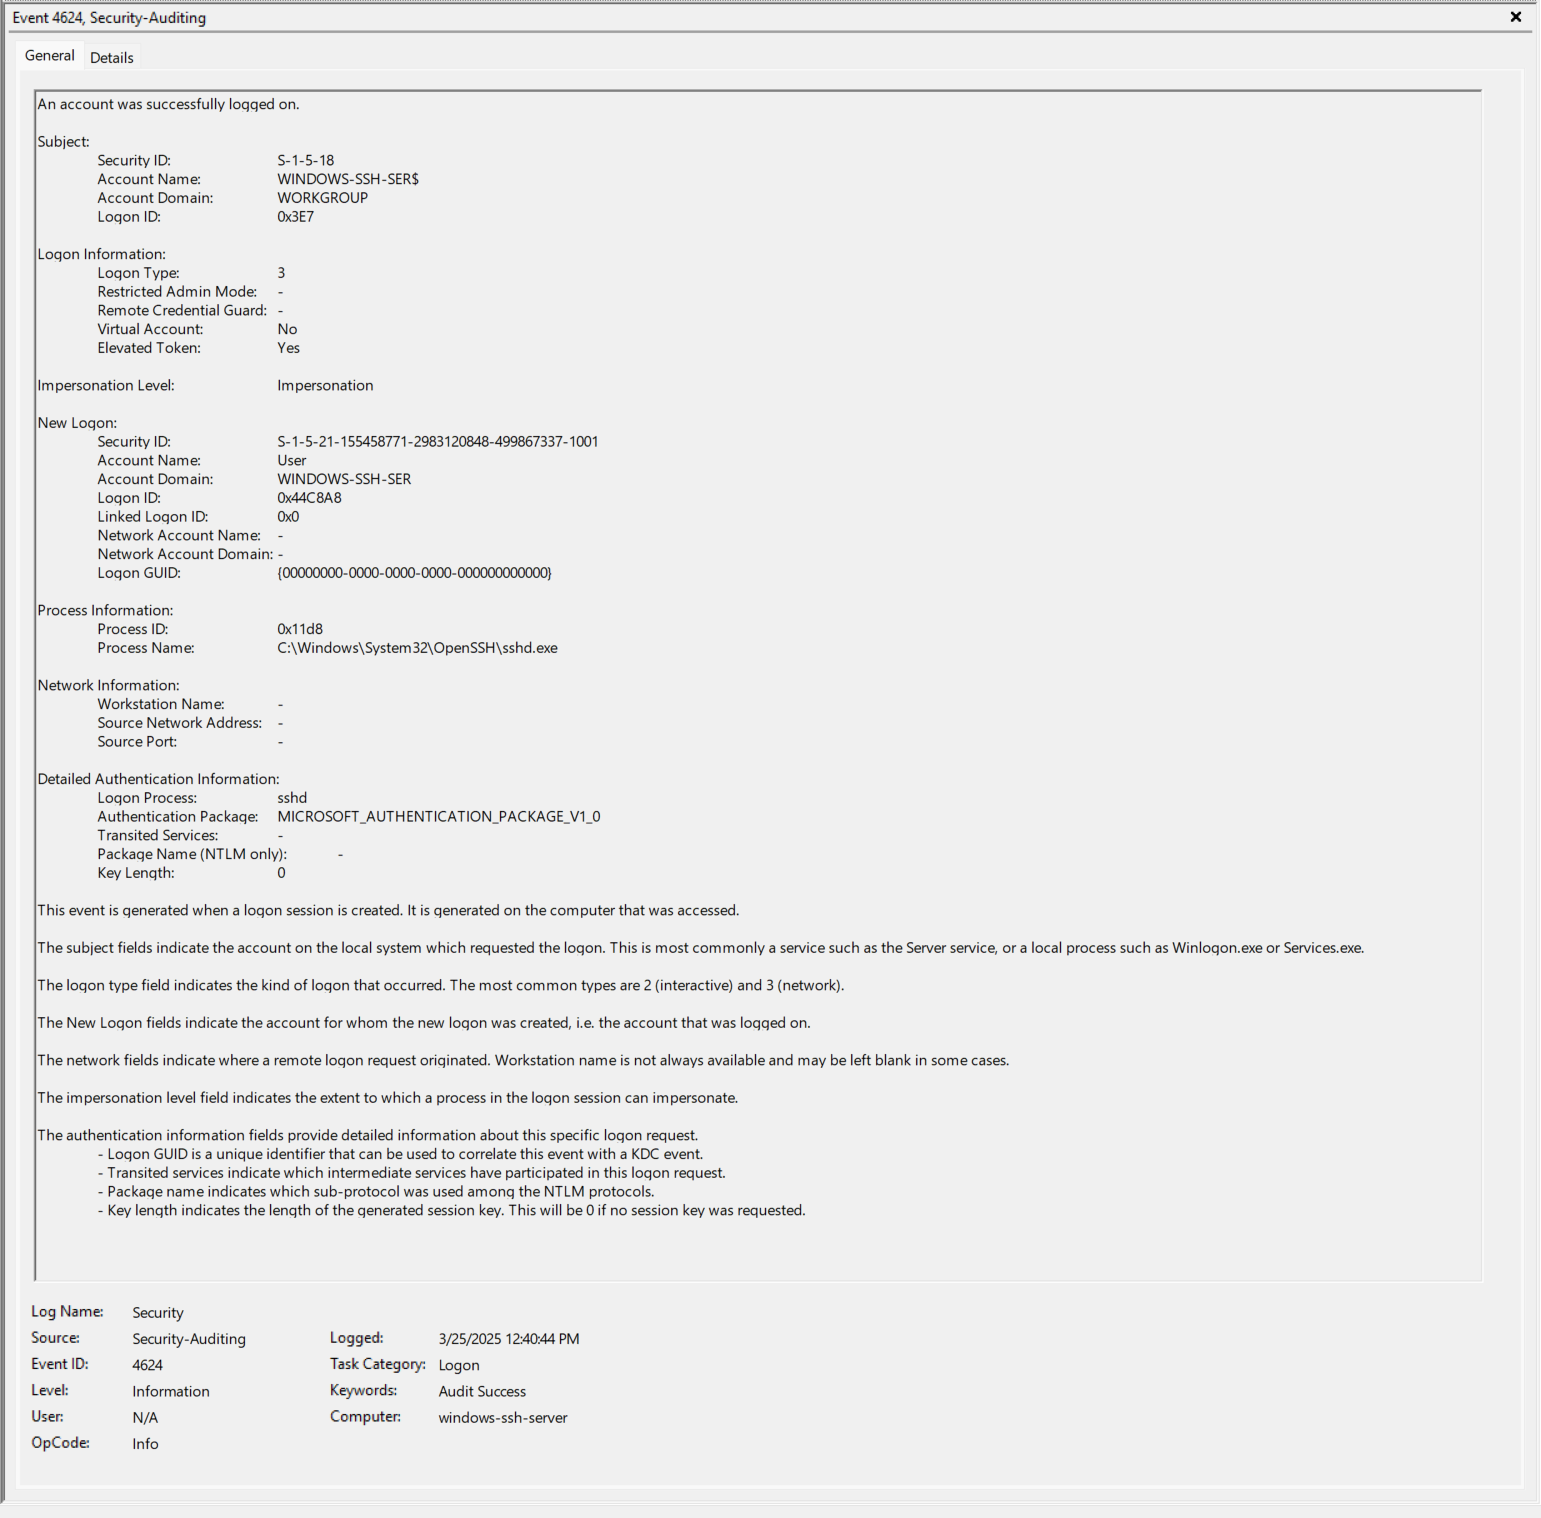 Event 4624, Security-Auditing
General Details
An account was successfully logged on.
Subject:
Security ID: S-1-5-18
Account Name: WINDOWS-SSH-SER$
Account Domain: WORKGROUP
Logon ID: 0x3E7
Logon Information:
Logon Type: 3
Restricted Admin Mode: -
Remote Credential Guard: -
Virtual Account: No
Elevated Token: Yes
Impersonation Level: Impersonation
New Logon:
Security ID: S-1-5-21-155458771-2983120848-499867337-1001
Account Name: User
Account Domain: WINDOWS-SSH-SER
Logon ID: 0x44C8A8
Linked Logon ID: 0x0
Network Account Name: -
Network Account Domain: -
Logon GUID: {00000000-0000-0000-0000-000000000000}
Process Information:
Process ID: 0x11d8
Process Name: C:\Windows\System32\OpenSSH\sshd.exe
Network Information:
Workstation Name: -
Source Network Address: -
Source Port: -
Detailed Authentication Information:
Logon Process: sshd
Authentication Package: MICROSOFT_AUTHENTICATION_PACKAGE_V1_0
Transited Services: -
Package Name (NTLM only): -
Key Length: 0
This event is generated when a logon session is created. It is generated on the computer that was accessed.
The subject fields indicate the account on the local system which requested the logon. This is most commonly a service such as the Server service, or a local process such as Winlogon.exe or Services.exe.
The logon type field indicates the kind of logon that occurred. The most common types are 2 (interactive) and 3 (network).
The New Logon fields indicate the account for whom the new logon was created, i.e. the account that was logged on.
The network fields indicate where a remote logon request originated. Workstation name is not always available and may be left blank in some cases.
The impersonation level field indicates the extent to which a process in the logon session can impersonate.
The authentication information fields provide detailed information about this specific logon request.
- Logon GUID is a unique identifier that can be used to correlate this event with a KDC event.
- Transited services indicate which intermediate services have participated in this logon request.
- Package name indicates which sub-protocol was used among the NTLM protocols.
- Key length indicates the length of the generated session key. This will be 0 if no session key was requested.
Log Name: Security
Source: Security-Auditing Logged: 3/25/2025 12:40:44 PM
Event ID: 4624 Task Category: Logon
Level: Information Keywords: Audit Success
User: N/A Computer: windows-ssh-server
OpCode: Info